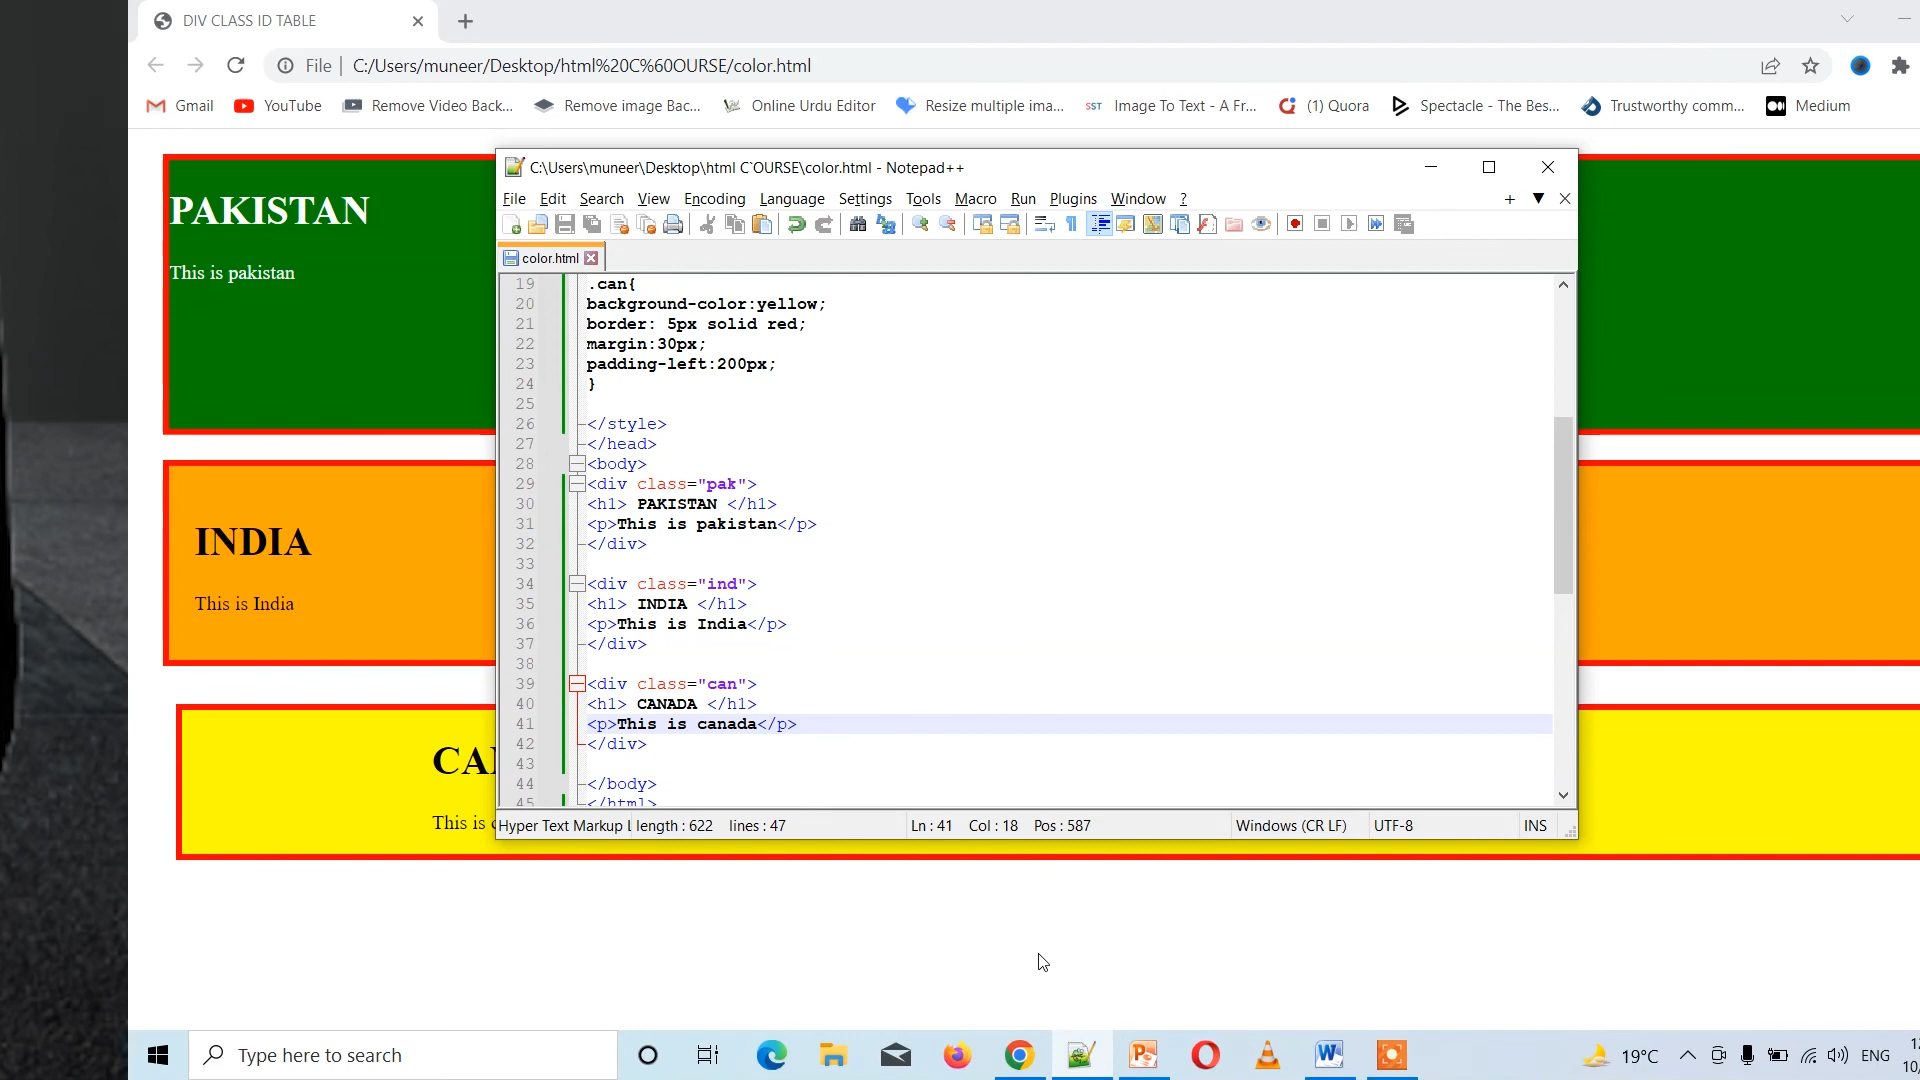 DIV CLASS ID TABLE
File | C:/Users/muneer/Desktop/html%20C%60OURSE/color.html
Gmail YouTube Remove Video Back... Remove image Bac... Online Urdu Editor Resize multiple ima... SST Image To Text - A Fr... (1) Quora Spectacle - The Bes... Trustworthy comm... Medium
PAKISTAN
This is pakistan
INDIA
This is India
CAN
This is c
C:\Users\muneer\Desktop\html C`OURSE\color.html - Notepad++
File Edit Search View Encoding Language Settings Tools Macro Run Plugins Window ?
color.html
19 .can{
20 background-color:yellow;
21 border: 5px solid red;
22 margin:30px;
23 padding-left:200px;
24 }
25
26 </style>
27 </head>
28 <body>
29 <div class="pak">
30 <h1> PAKISTAN </h1>
31 <p>This is pakistan</p>
32 </div>
33
34 <div class="ind">
35 <h1> INDIA </h1>
36 <p>This is India</p>
37 </div>
38
39 <div class="can">
40 <h1> CANADA </h1>
41 <p>This is canada</p>
42 </div>
43
44 </body>
45 </html>
Hyper Text Markup L length : 622 lines : 47 Ln : 41 Col : 18 Pos : 587 Windows (CR LF) UTF-8 INS
Type here to search
19°C ENG